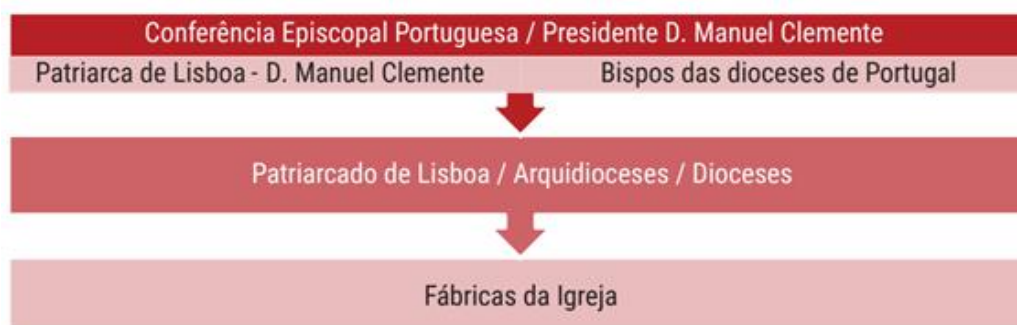 Conferência Episcopal Portuguesa / Presidente D. Manuel Clemente
Patriarca de Lisboa - D. Manuel Clemente
Bispos das dioceses de Portugal
Patriarcado de Lisboa / Arquidioceses / Dioceses
Fábricas da Igreja